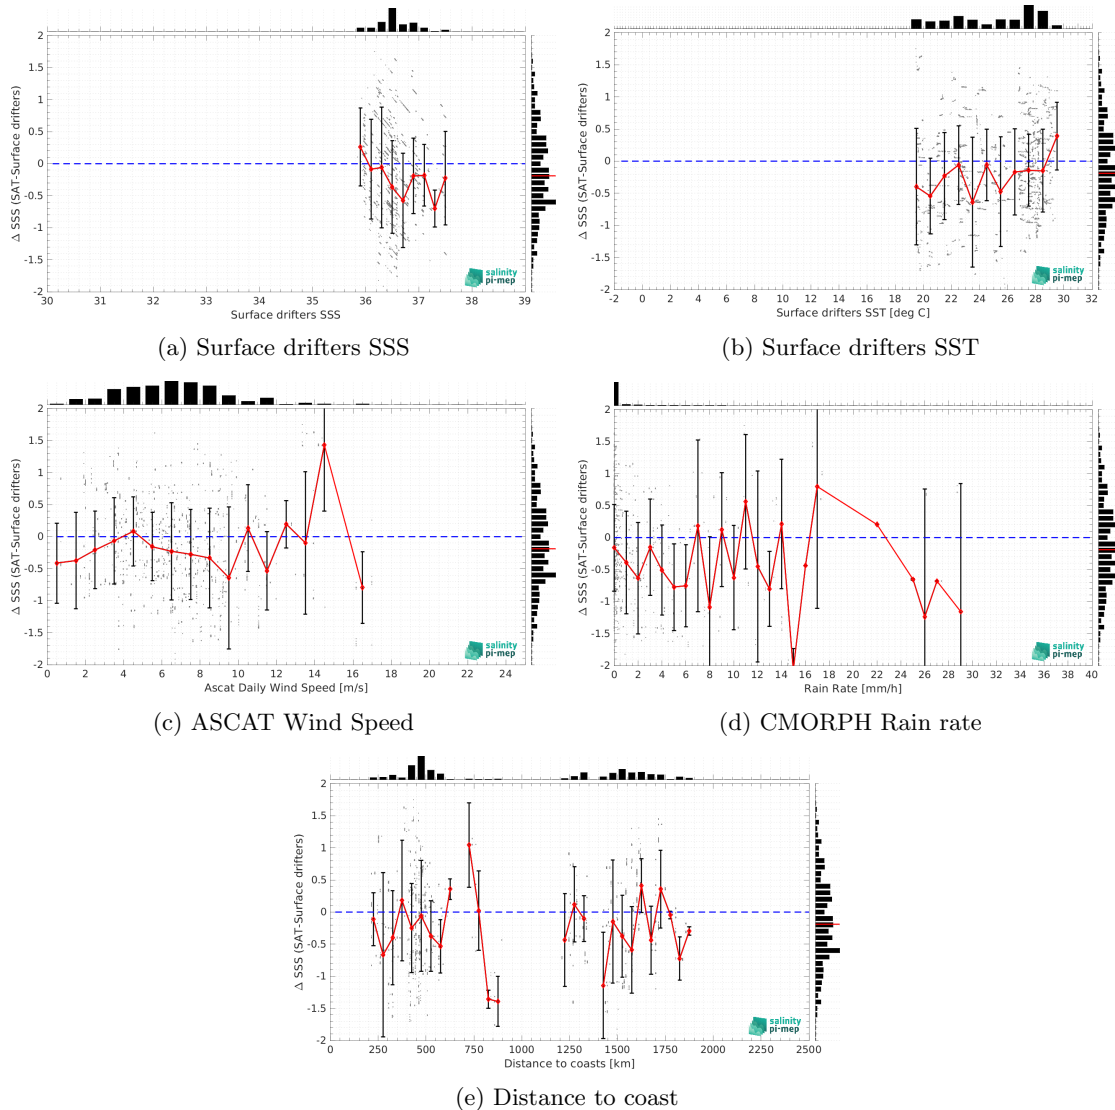 2
1.5
1
0.5
0
-0.5
-1
-1.5
-2
Δ SSS (SAT-Surface drifters)
30 31 32 33 34 35 36 37 38 39
Surface drifters SSS
salinity
pi-mep
(a) Surface drifters SSS
2
1.5
1
0.5
0
-0.5
-1
-1.5
-2
Δ SSS (SAT-Surface drifters)
-2 0 2 4 6 8 10 12 14 16 18 20 22 24 26 28 30 32
Surface drifters SST [deg C]
salinity
pi-mep
(b) Surface drifters SST
2
1.5
1
0.5
0
-0.5
-1
-1.5
-2
Δ SSS (SAT-Surface drifters)
0 2 4 6 8 10 12 14 16 18 20 22 24
Ascat Daily Wind Speed [m/s]
salinity
pi-mep
(c) ASCAT Wind Speed
2
1.5
1
0.5
0
-0.5
-1
-1.5
-2
Δ SSS (SAT-Surface drifters)
0 2 4 6 8 10 12 14 16 18 20 22 24 26 28 30 32 34 36 38 40
Rain Rate [mm/h]
salinity
pi-mep
(d) CMORPH Rain rate
2
1.5
1
0.5
0
-0.5
-1
-1.5
-2
Δ SSS (SAT-Surface drifters)
0 250 500 750 1000 1250 1500 1750 2000 2250 2500
Distance to coasts [km]
salinity
pi-mep
(e) Distance to coast